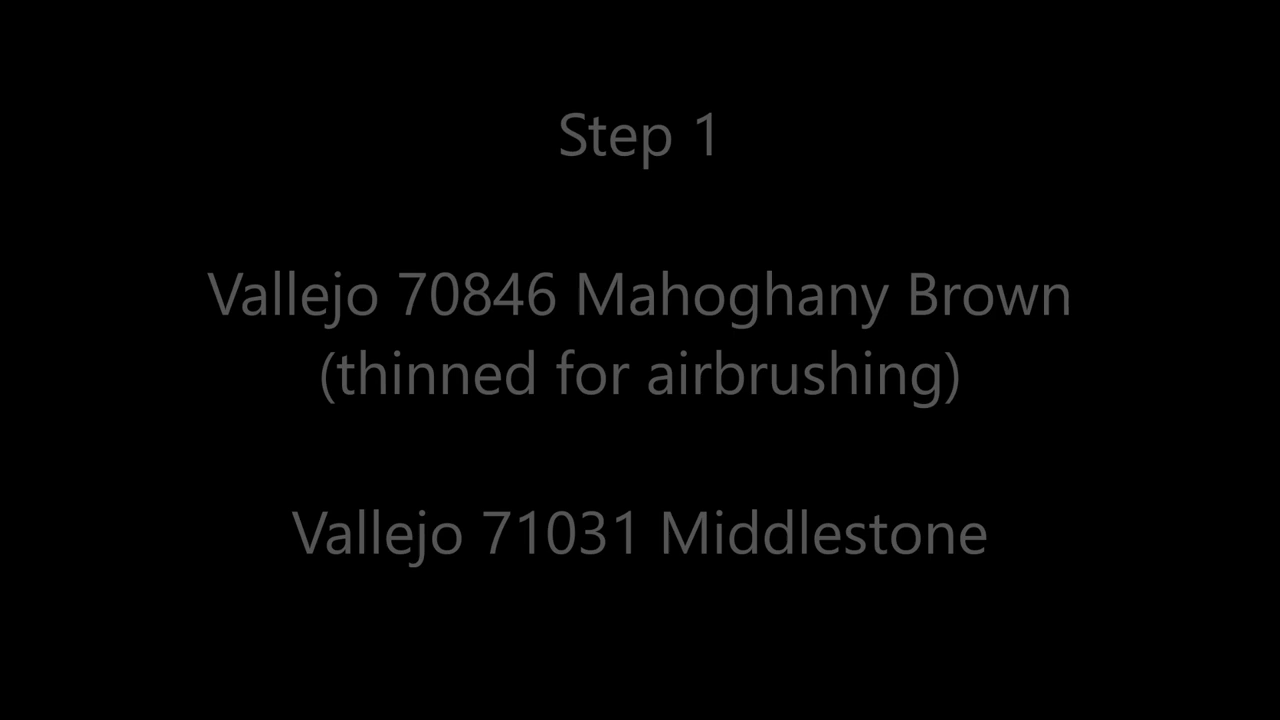 Step 1
Vallejo 70846 Mahoghany Brown
(thinned for airbrushing)
Vallejo 71031 Middlestone